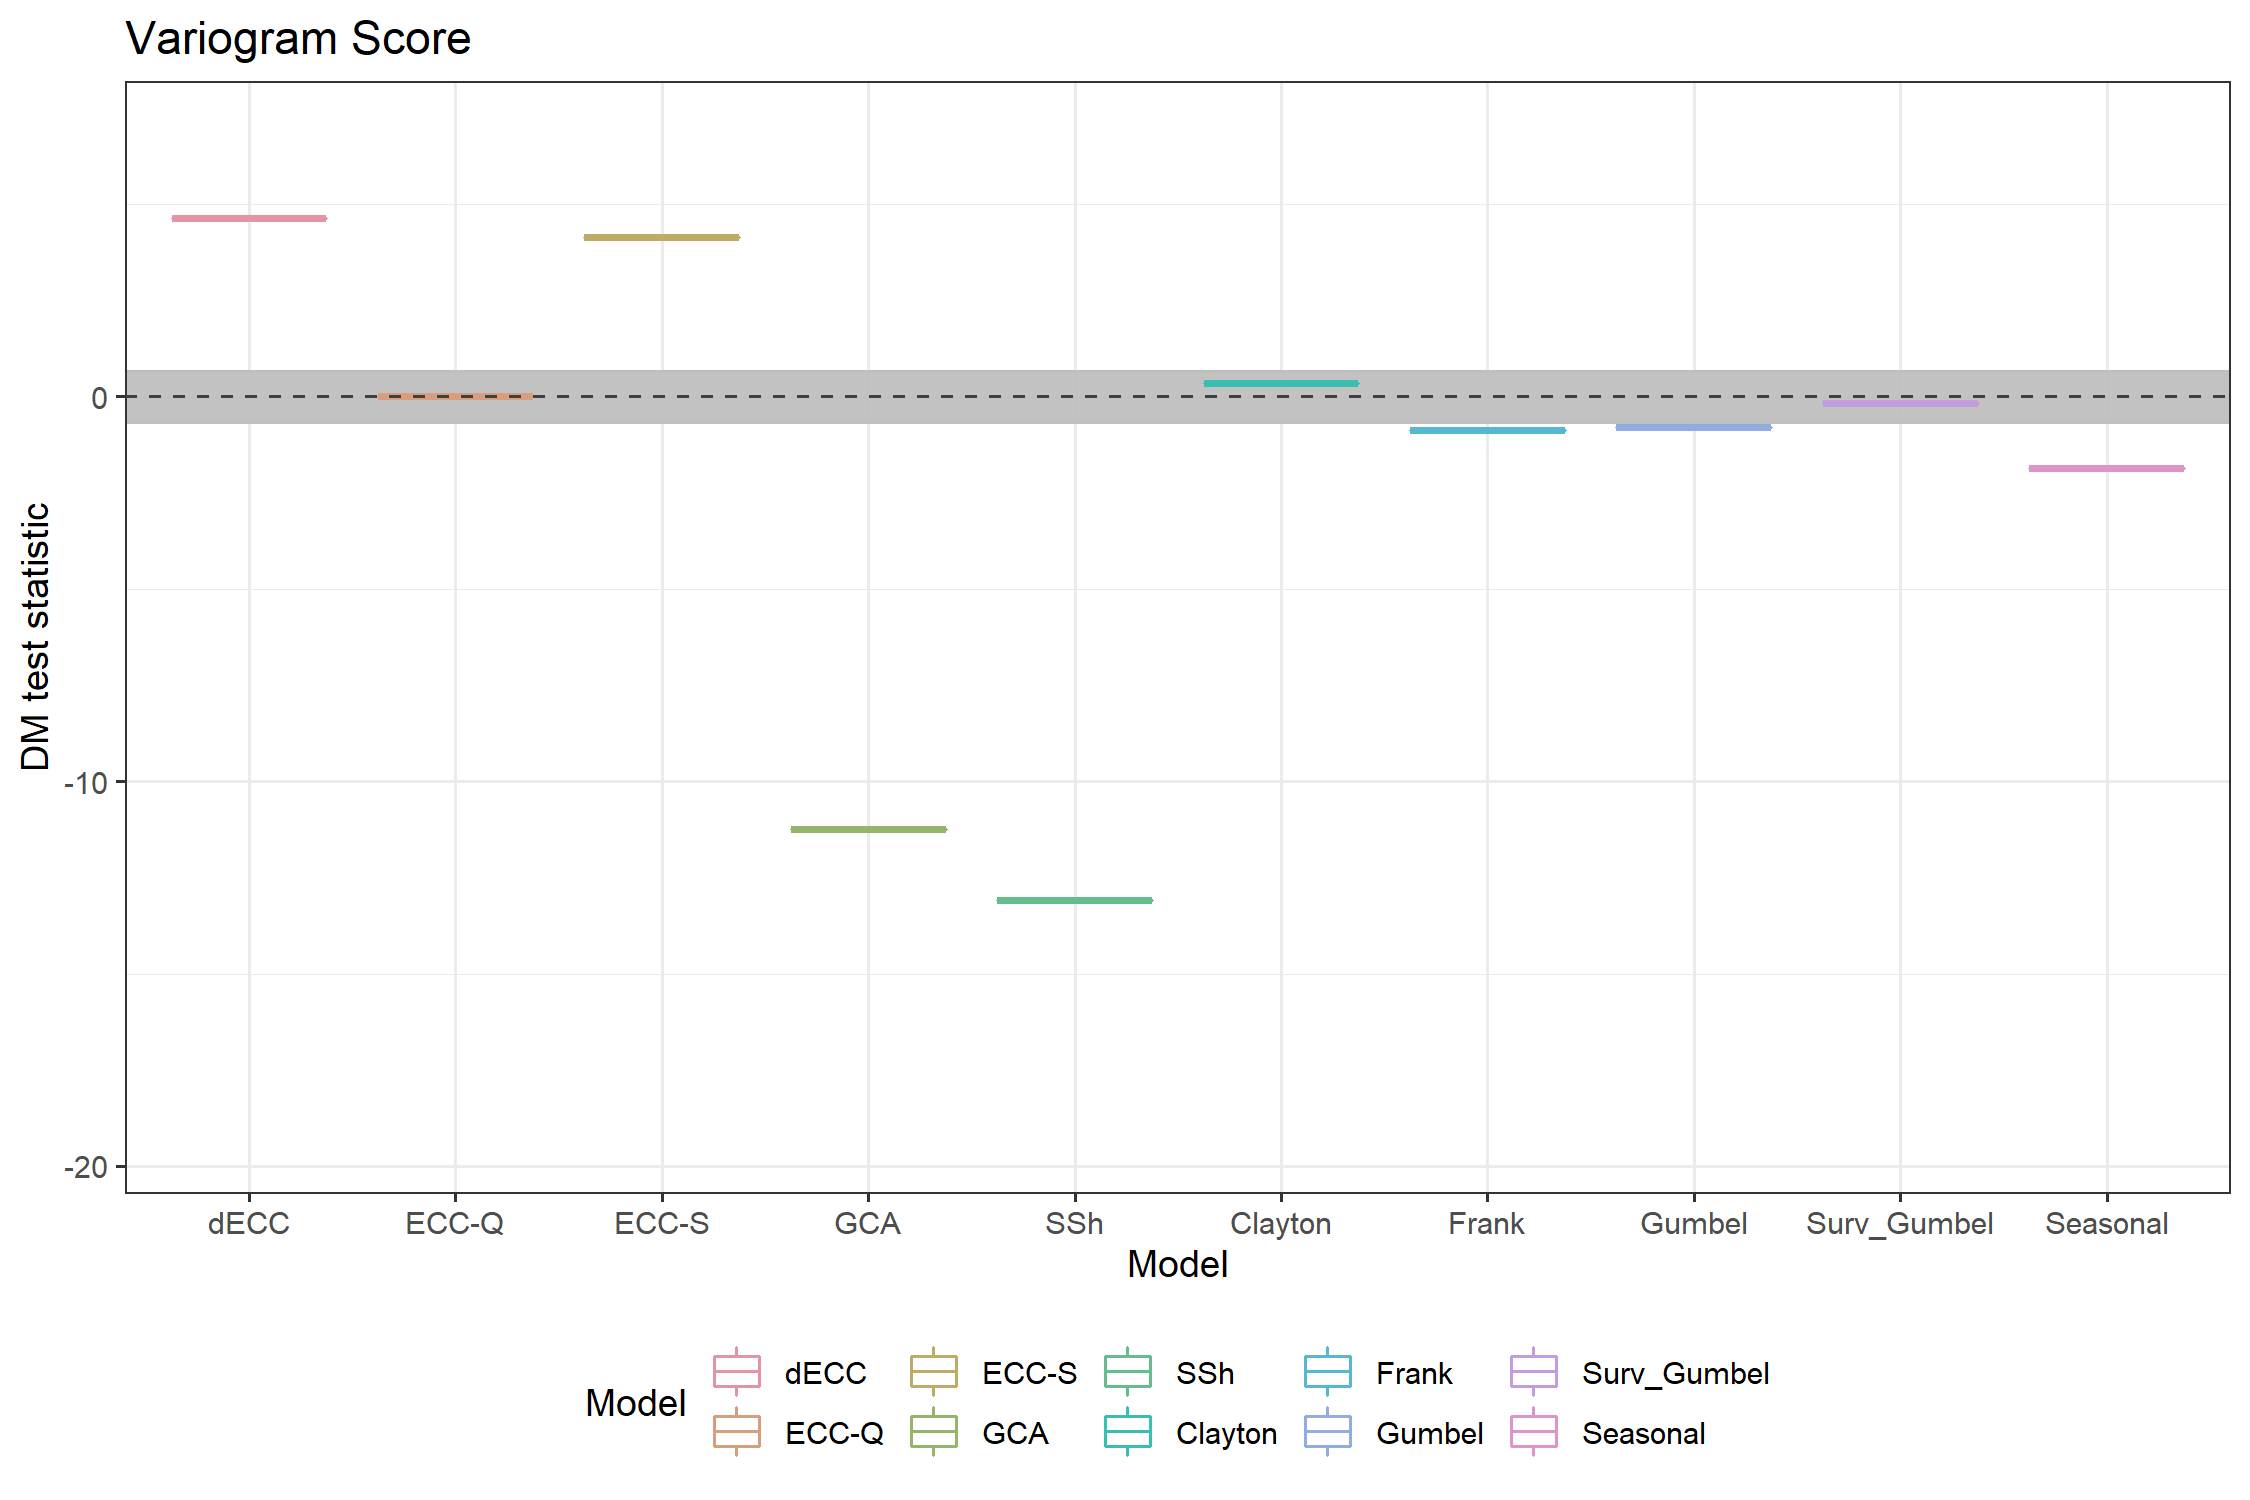 Variogram Score
DM test statistic
0
-10
-20
dECC ECC-Q ECC-S GCA SSh Clayton Frank Gumbel Surv_Gumbel Seasonal
Model
Model
dECC ECC-S SSh Frank Surv_Gumbel
ECC-Q GCA Clayton Gumbel Seasonal